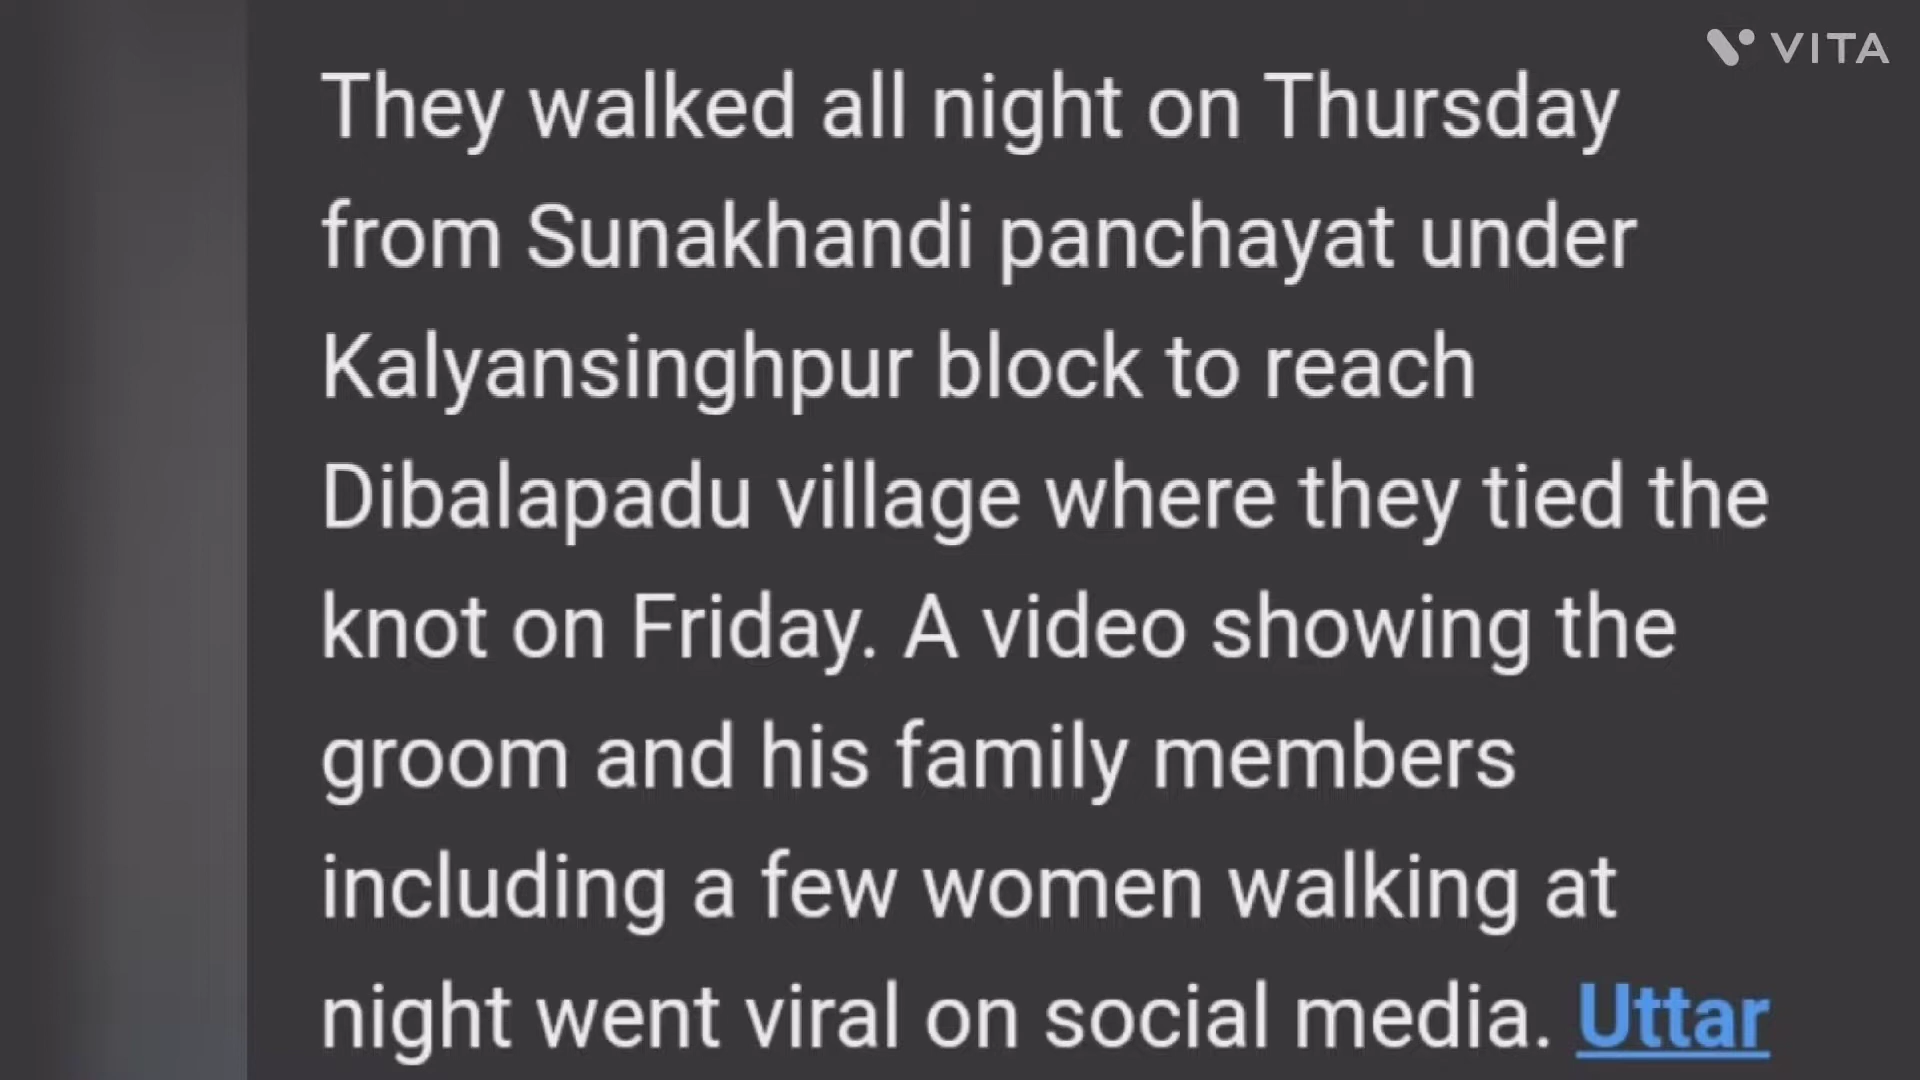 VITA
They walked all night on Thursday
from Sunakhandi panchayat under
Kalyansinghpur block to reach
Dibalapadu village where they tied the
knot on Friday. A video showing the
groom and his family members
including a few women walking at
night went viral on social media. Uttar